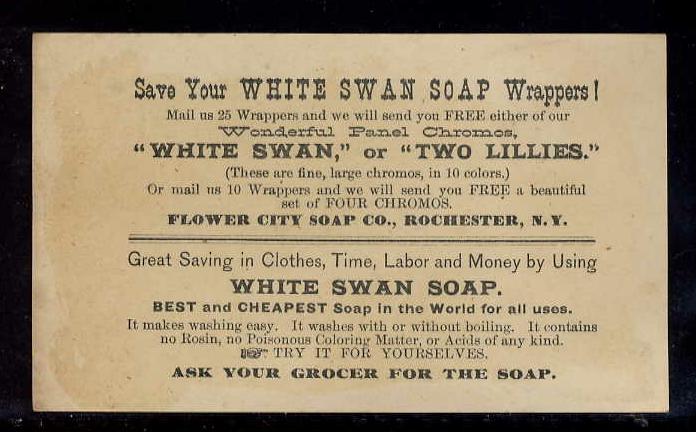 Save Your WHITE SWAN SOAP Wrappers!
Mail us 25 Wrappers and we will send you FREE either of our
Wonderful Panel Chromos,
"WHITE SWAN," or "TWO LILLIES."
(These are fine, large chromos, in 10 colors.)
Or mail us 10 Wrappers and we will send you FREE a beautiful
set of FOUR CHROMOS.
FLOWER CITY SOAP CO., ROCHESTER, N.Y.
Great Saving in Clothes, Time, Labor and Money by Using
WHITE SWAN SOAP.
BEST and CHEAPEST Soap in the World for all uses.
It makes washing easy. It washes with or without boiling. It contains
no Rosin, no Poisonous Coloring Matter, or Acids of any kind.
☞ TRY IT FOR YOURSELVES.
ASK YOUR GROCER FOR THE SOAP.